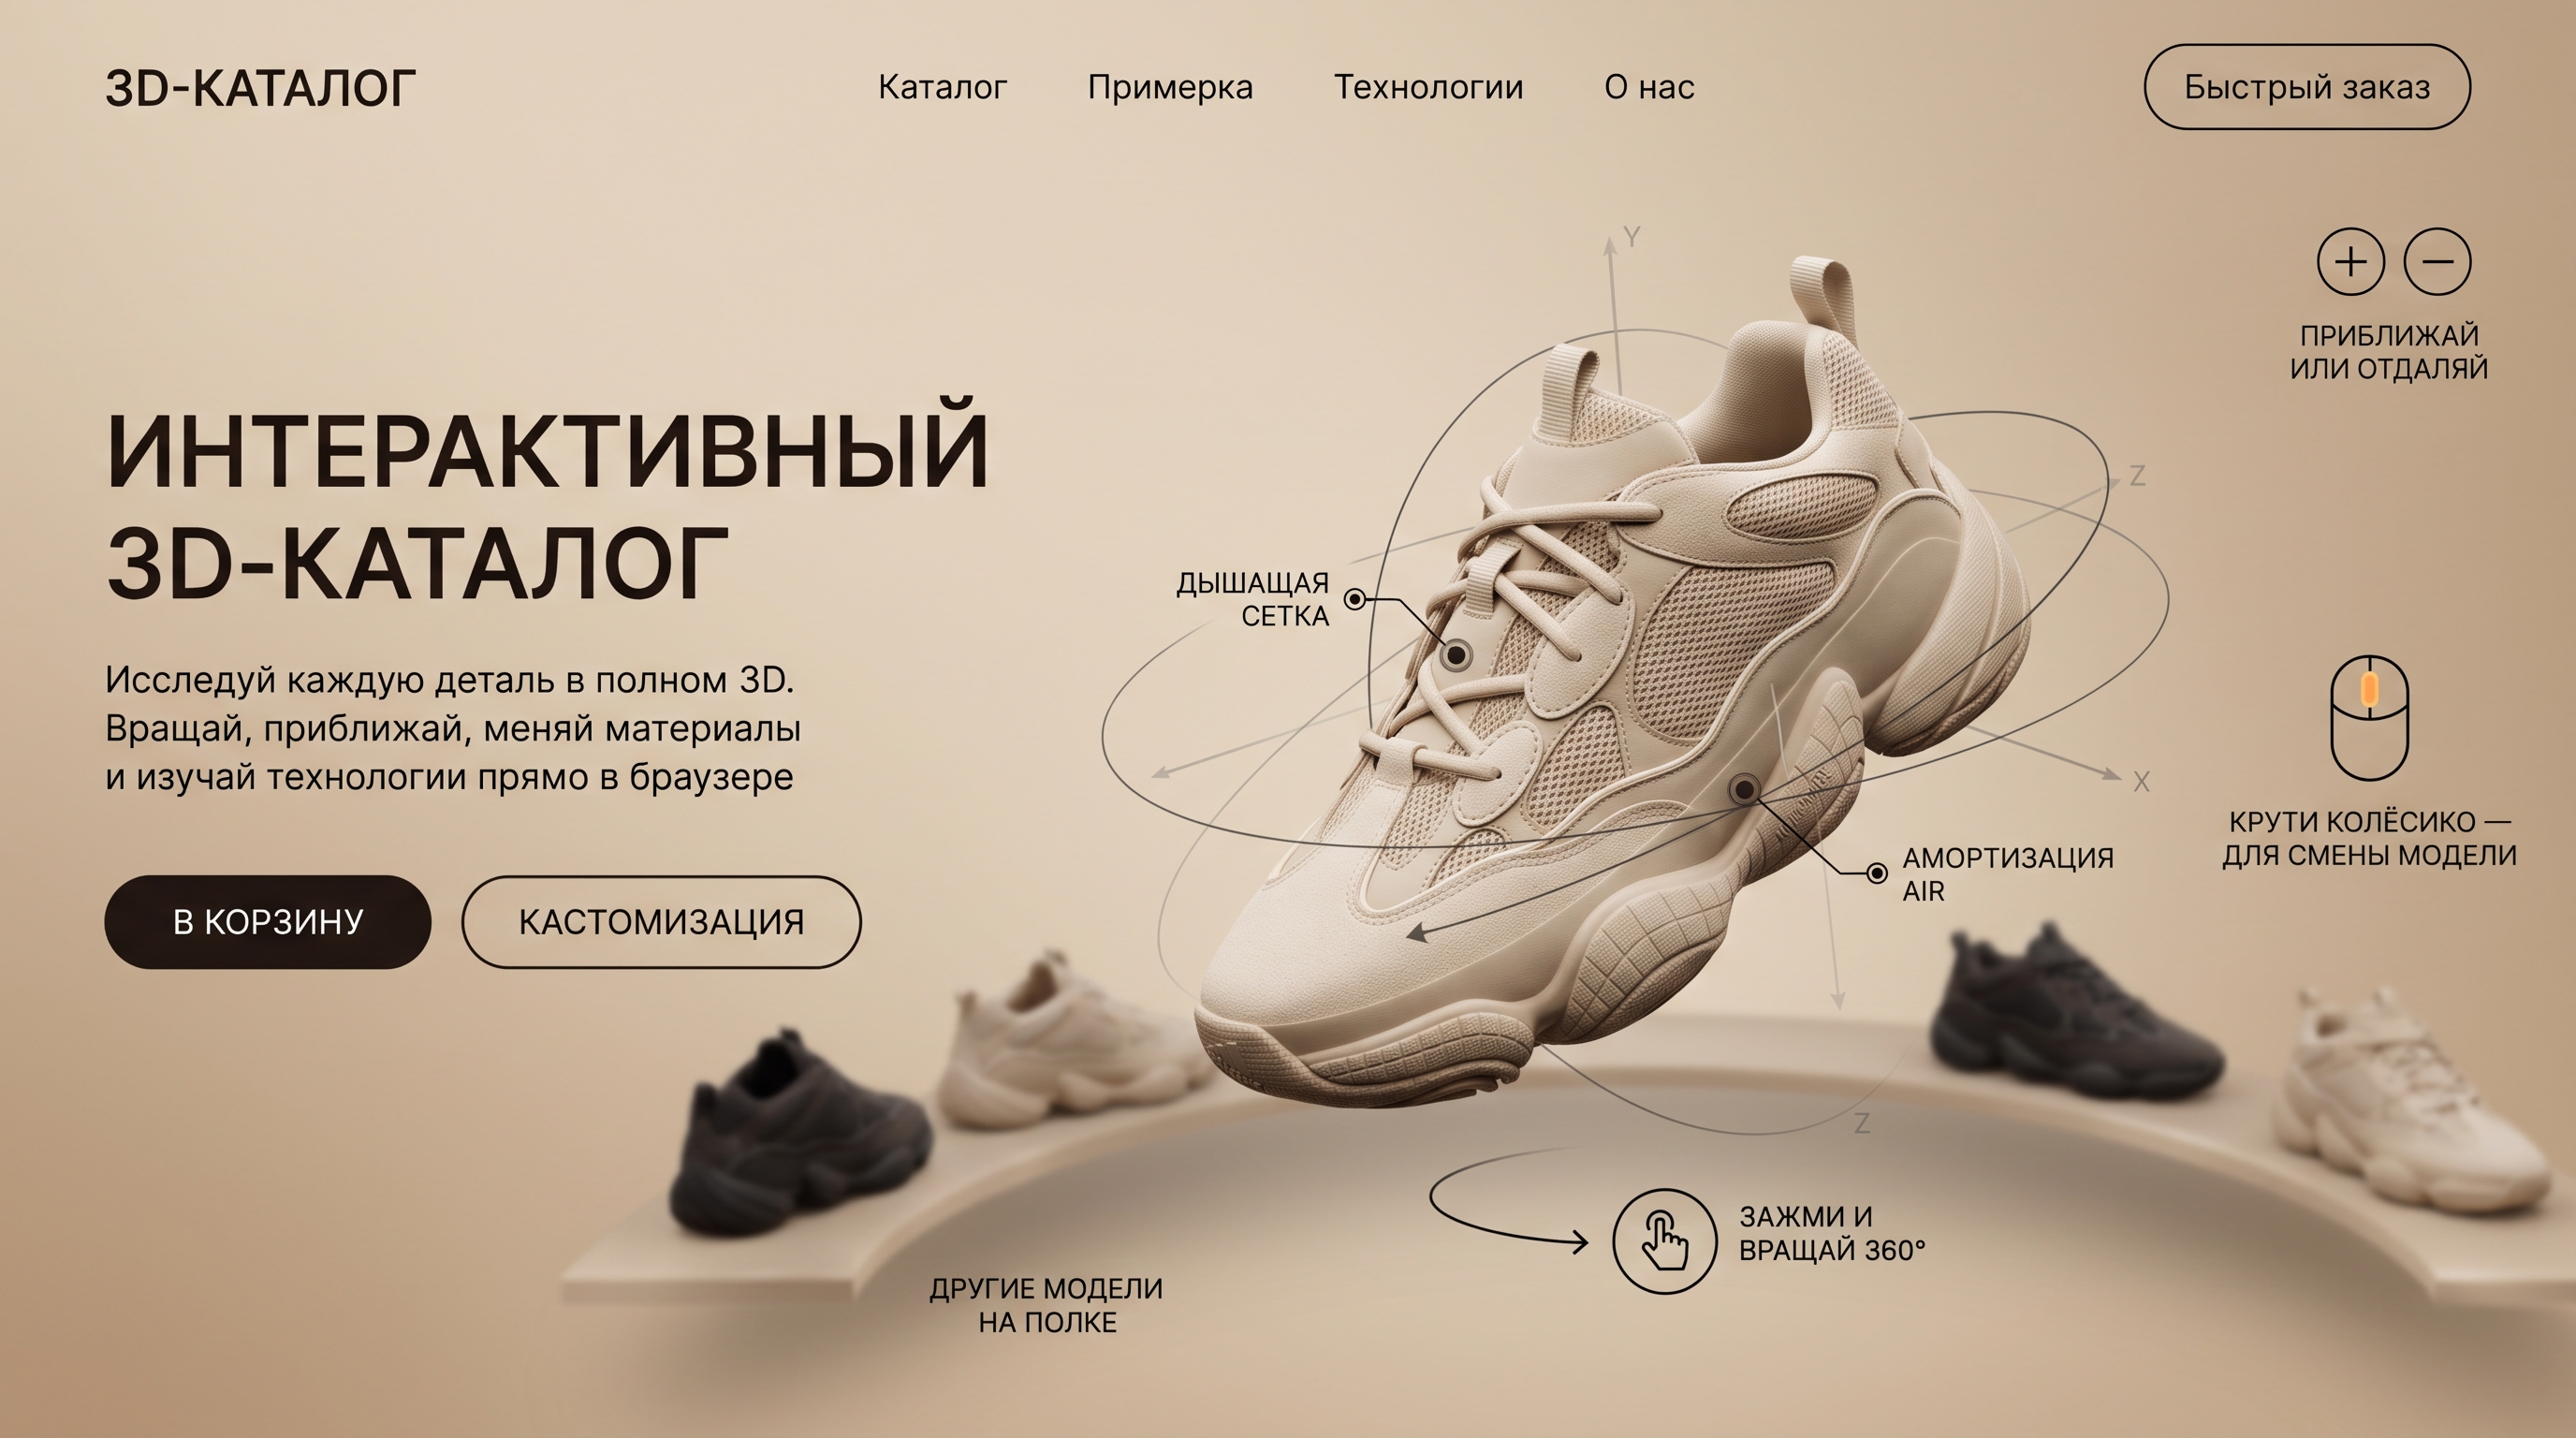 3D-КАТАЛОГ
Каталог
Примерка
Технологии
О нас
Быстрый заказ
ПРИБЛИЖАЙ
ИЛИ ОТДАЛЯЙ
ИНТЕРАКТИВНЫЙ
3D-КАТАЛОГ
Исследуй каждую деталь в полном 3D.
Вращай, приближай, меняй материалы
и изучай технологии прямо в браузере
В КОРЗИНУ
КАСТОМИЗАЦИЯ
Y
Z
ДЫШАЩАЯ
СЕТКА
X
АМОРТИЗАЦИЯ
AIR
КРУТИ КОЛЁСИКО —
ДЛЯ СМЕНЫ МОДЕЛИ
Z
ЗАЖМИ И
ВРАЩАЙ 360°
ДРУГИЕ МОДЕЛИ
НА ПОЛКЕ